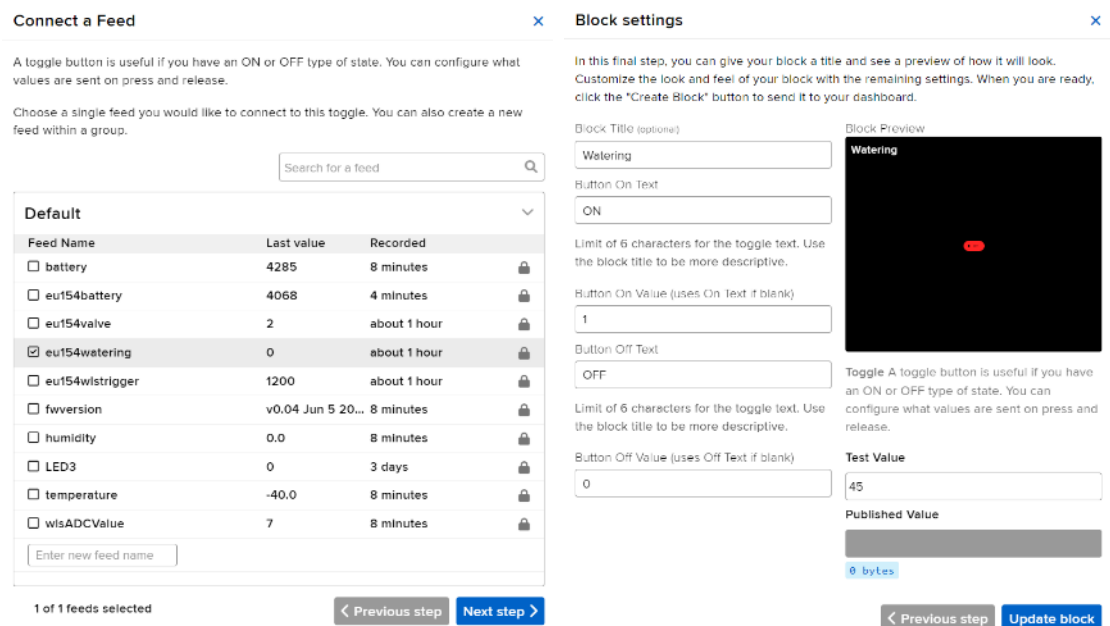 Connect a Feed
A toggle button is useful if you have an ON or OFF type of state. You can configure what
values are sent on press and release.
Choose a single feed you would like to connect to this toggle. You can also create a new
feed within a group.
Search for a feed
Default
Feed Name Last value Recorded
battery 4285 8 minutes
eu154battery 4068 4 minutes
eu154valve 2 about 1 hour
eu154watering 0 about 1 hour
eu154wlstrigger 1200 about 1 hour
fwversion v0.04 Jun 5 20... 8 minutes
humidity 0.0 8 minutes
LED3 0 3 days
temperature -40.0 8 minutes
wlsADCValue 7 8 minutes
Enter new feed name
1 of 1 feeds selected
Previous step
Next step
Block settings
In this final step, you can give your block a title and see a preview of how it will look.
Customize the look and feel of your block with the remaining settings. When you are ready,
click the "Create Block" button to send it to your dashboard.
Block Title (optional)
Watering
Button On Text
ON
Limit of 6 characters for the toggle text. Use
the block title to be more descriptive.
Button On Value (uses On Text if blank)
1
Button Off Text
OFF
Limit of 6 characters for the toggle text. Use
the block title to be more descriptive.
Button Off Value (uses Off Text if blank)
0
Block Preview
Watering
Toggle A toggle button is useful if you have
an ON or OFF type of state. You can
configure what values are sent on press and
release.
Test Value
45
Published Value
0 bytes
Previous step
Update block